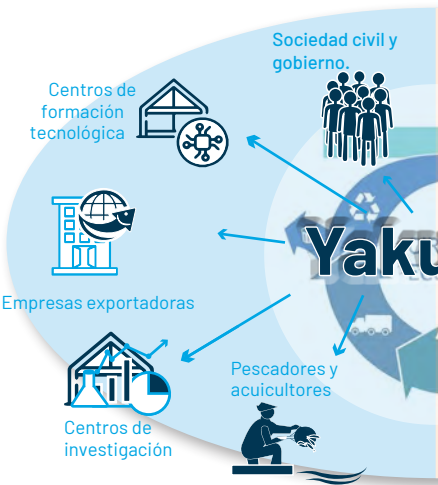 Sociedad civil y
gobierno.
Centros de
formación
tecnológica
Yaku
Empresas exportadoras
Pescadores y
acuicultores
Centros de
investigación